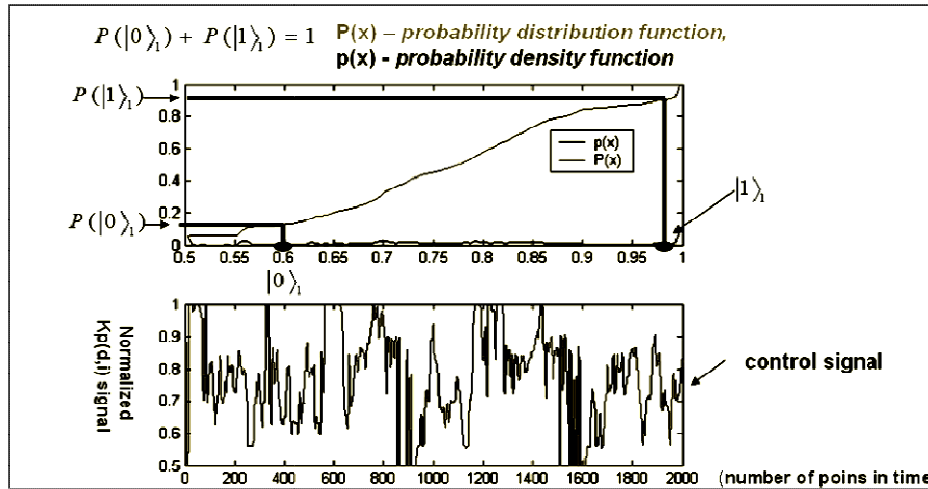 P(|0⟩₁) + P(|1⟩₁) = 1
P(x) – probability distribution function,
p(x) - probability density function
P(|1⟩₁)
P(|0⟩₁)
1
0.8
0.6
0.4
0.2
0
p(x)
P(x)
|1⟩₁
0.5 0.55 0.6 0.65 0.7 0.75 0.8 0.85 0.9 0.95 1
|0⟩₁
Normalized
Kp(d,i) signal
1
0.9
0.8
0.7
0.6
0.5
control signal
0 200 400 600 800 1000 1200 1400 1600 1800 2000
(number of poins in time